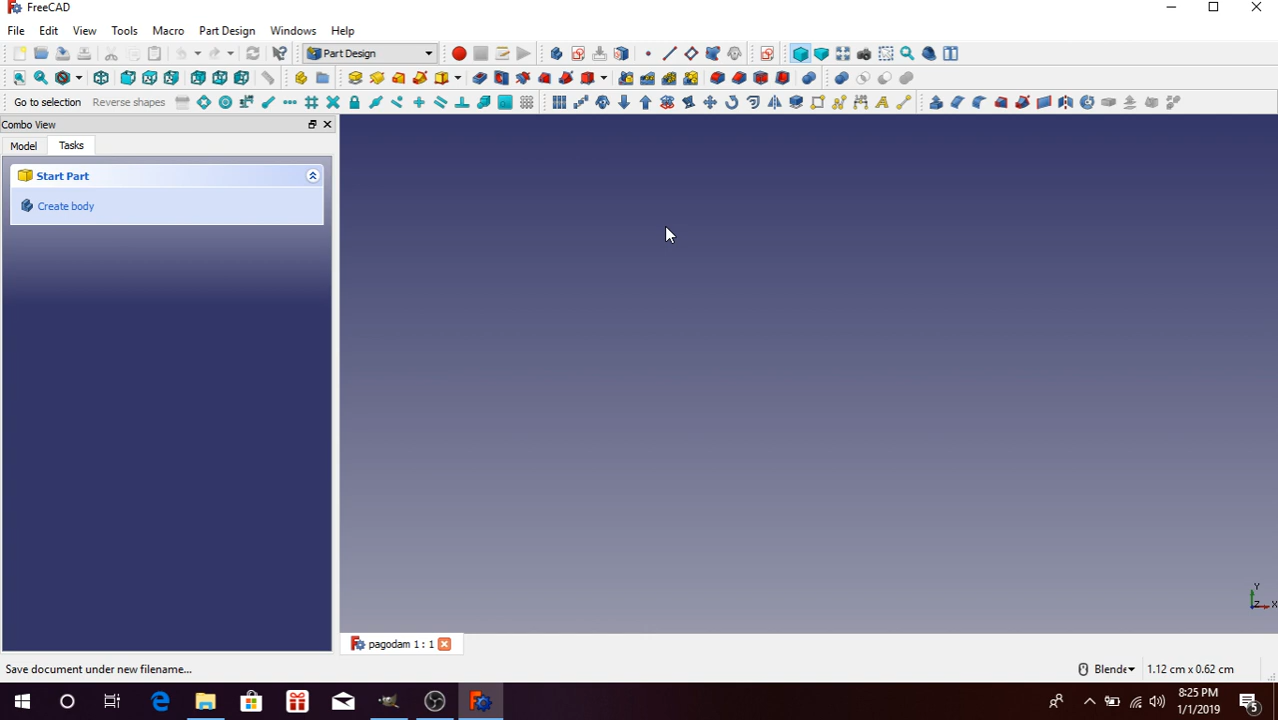 FreeCAD
File Edit View Tools Macro Part Design Windows Help
Part Design
Go to selection Reverse shapes
Combo View
Model Tasks
Start Part
Create body
Y
Z X
pagodam 1 : 1
Save document under new filename...
Blende 1.12 cm x 0.62 cm
8:25 PM
1/1/2019
5